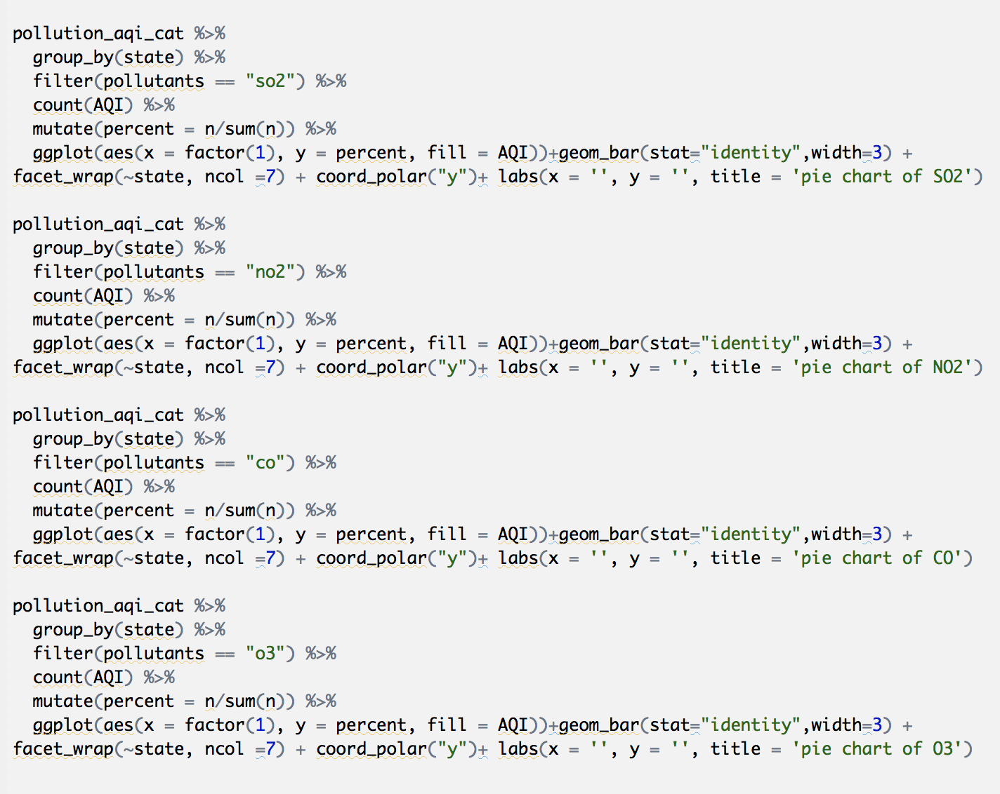 pollution_aqi_cat %>%
  group_by(state) %>%
  filter(pollutants == "so2") %>%
  count(AQI) %>%
  mutate(percent = n/sum(n)) %>%
  ggplot(aes(x = factor(1), y = percent, fill = AQI))+geom_bar(stat="identity",width=3) +
facet_wrap(~state, ncol =7) + coord_polar("y")+ labs(x = '', y = '', title = 'pie chart of SO2')

pollution_aqi_cat %>%
  group_by(state) %>%
  filter(pollutants == "no2") %>%
  count(AQI) %>%
  mutate(percent = n/sum(n)) %>%
  ggplot(aes(x = factor(1), y = percent, fill = AQI))+geom_bar(stat="identity",width=3) +
facet_wrap(~state, ncol =7) + coord_polar("y")+ labs(x = '', y = '', title = 'pie chart of NO2')

pollution_aqi_cat %>%
  group_by(state) %>%
  filter(pollutants == "co") %>%
  count(AQI) %>%
  mutate(percent = n/sum(n)) %>%
  ggplot(aes(x = factor(1), y = percent, fill = AQI))+geom_bar(stat="identity",width=3) +
facet_wrap(~state, ncol =7) + coord_polar("y")+ labs(x = '', y = '', title = 'pie chart of CO')

pollution_aqi_cat %>%
  group_by(state) %>%
  filter(pollutants == "o3") %>%
  count(AQI) %>%
  mutate(percent = n/sum(n)) %>%
  ggplot(aes(x = factor(1), y = percent, fill = AQI))+geom_bar(stat="identity",width=3) +
facet_wrap(~state, ncol =7) + coord_polar("y")+ labs(x = '', y = '', title = 'pie chart of O3')